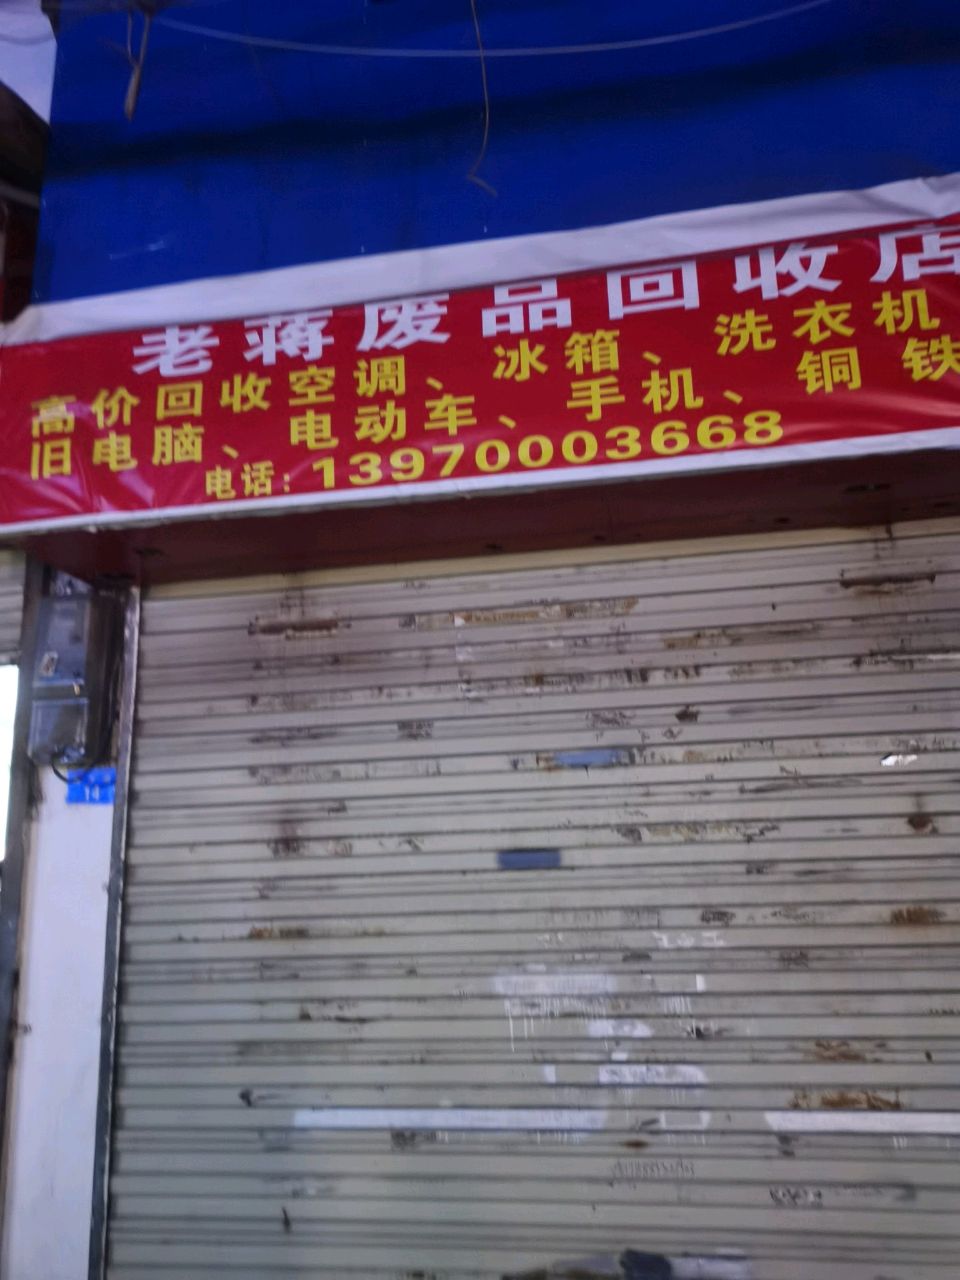 老蒋废品回收店
高价回收空调、冰箱、洗衣机
旧电脑、电动车、手机、铜铁
电话：13970003668
14